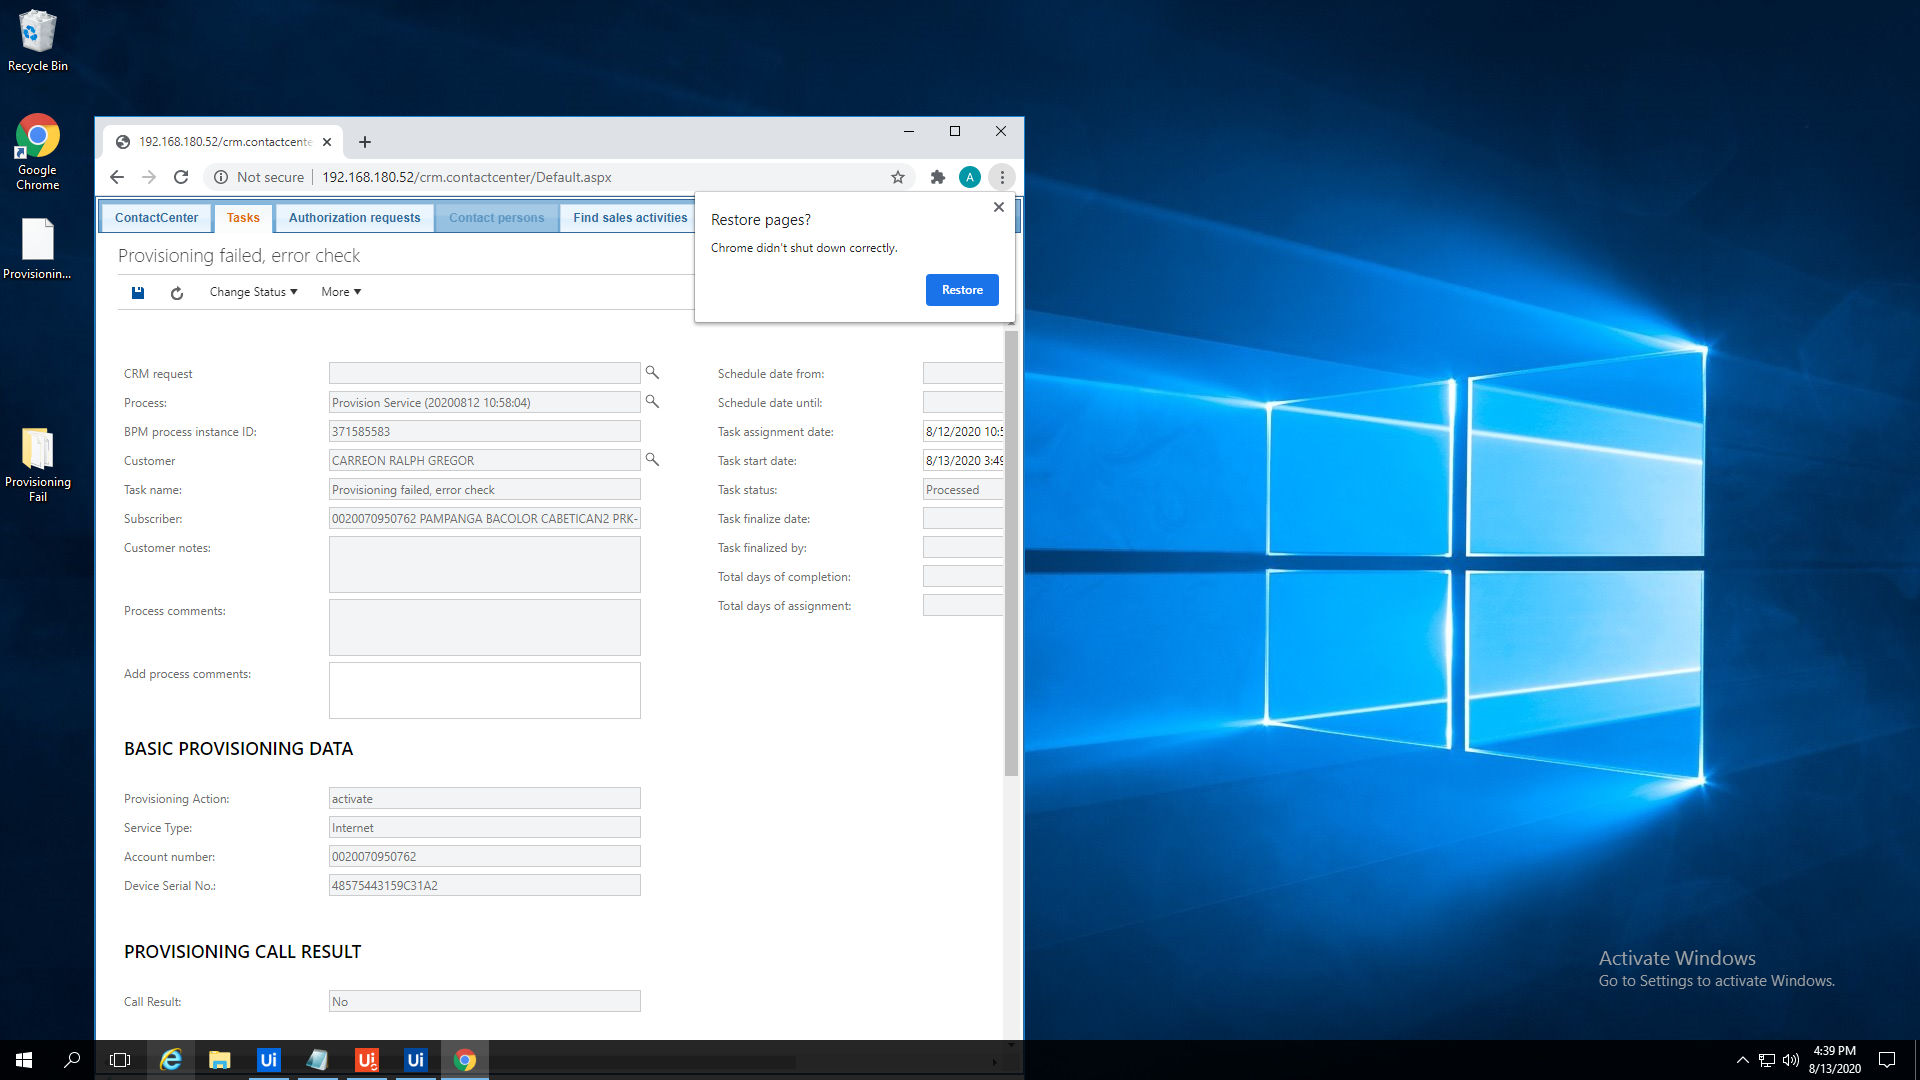 Recycle Bin
Google
Chrome
Provisionin...
Provisioning
Fail
192.168.180.52/crm.contactcente
Not secure
192.168.180.52/crm.contactcenter/Default.aspx
A
ContactCenter
Tasks
Authorization requests
Contact persons
Find sales activities
Restore pages?
Chrome didn't shut down correctly.
Restore
Provisioning failed, error check
Change Status
More
CRM request
Process:
Provision Service (20200812 10:58:04)
BPM process instance ID:
371585583
Customer
CARREON RALPH GREGOR
Task name:
Provisioning failed, error check
Subscriber:
0020070950762 PAMPANGA BACOLOR CABETICAN2 PRK-
Customer notes:
Process comments:
Add process comments:
Schedule date from:
Schedule date until:
Task assignment date:
8/12/2020 10:5
Task start date:
8/13/2020 3:49
Task status:
Processed
Task finalize date:
Task finalized by:
Total days of completion:
Total days of assignment:
BASIC PROVISIONING DATA
Provisioning Action:
activate
Service Type:
Internet
Account number:
0020070950762
Device Serial No.:
48575443159C31A2
PROVISIONING CALL RESULT
Call Result:
No
Activate Windows
Go to Settings to activate Windows.
Ui
Ui
Ui
4:39 PM
8/13/2020